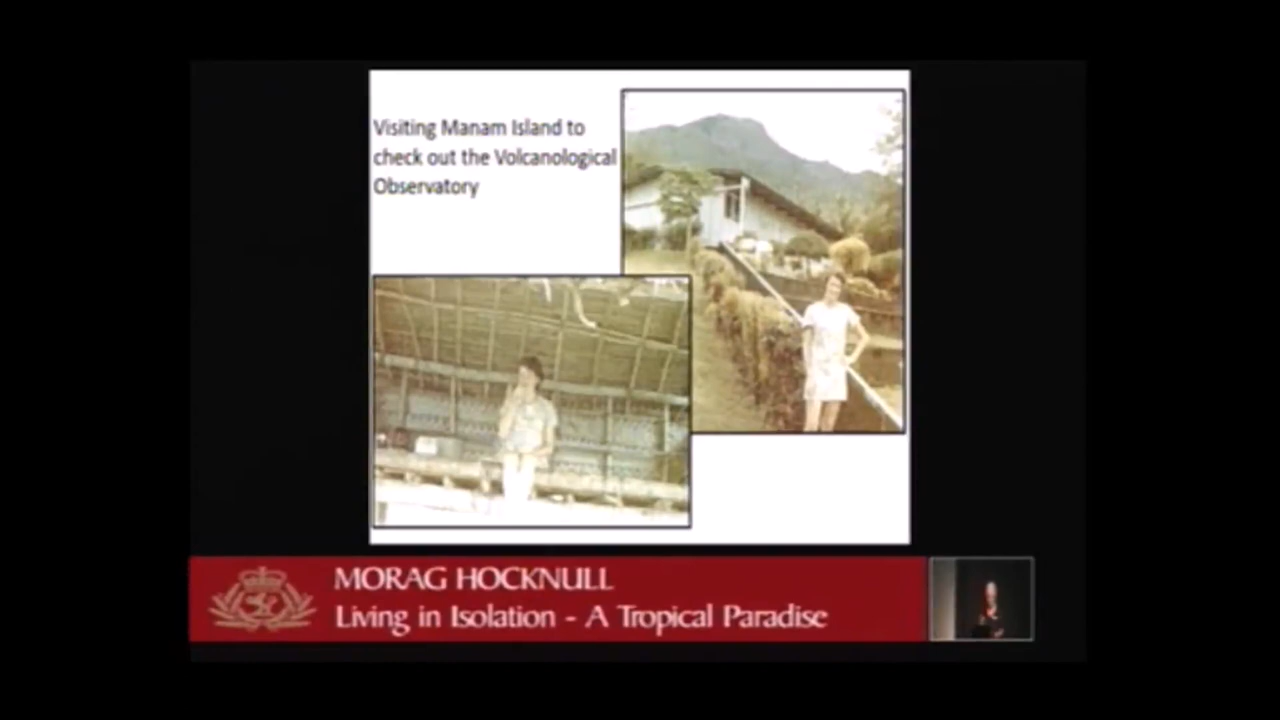 Visiting Manam Island to
check out the Volcanological
Observatory
MORAG HOCKNULL
Living in Isolation - A Tropical Paradise